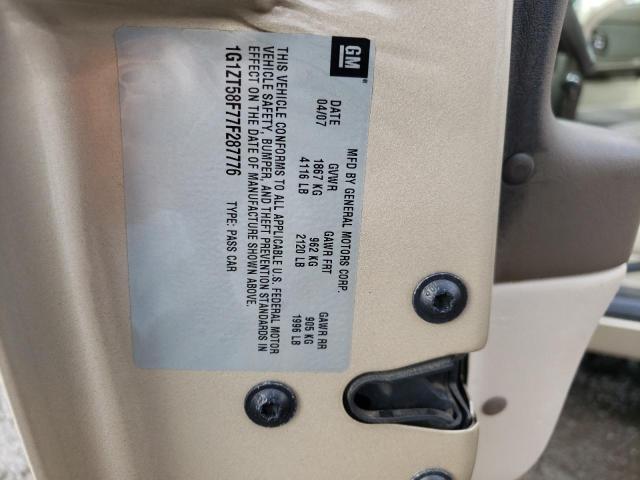 GM
MFD BY GENERAL MOTORS CORP.
DATE GVWR GAWR FRT GAWR RR
04/07 1867 KG 962 KG 905 KG
4116 LB 2120 LB 1996 LB
THIS VEHICLE CONFORMS TO ALL APPLICABLE U.S. FEDERAL MOTOR
VEHICLE SAFETY, BUMPER, AND THEFT PREVENTION STANDARDS IN
EFFECT ON THE DATE OF MANUFACTURE SHOWN ABOVE.
1G1ZT58F77F287776 TYPE: PASS CAR